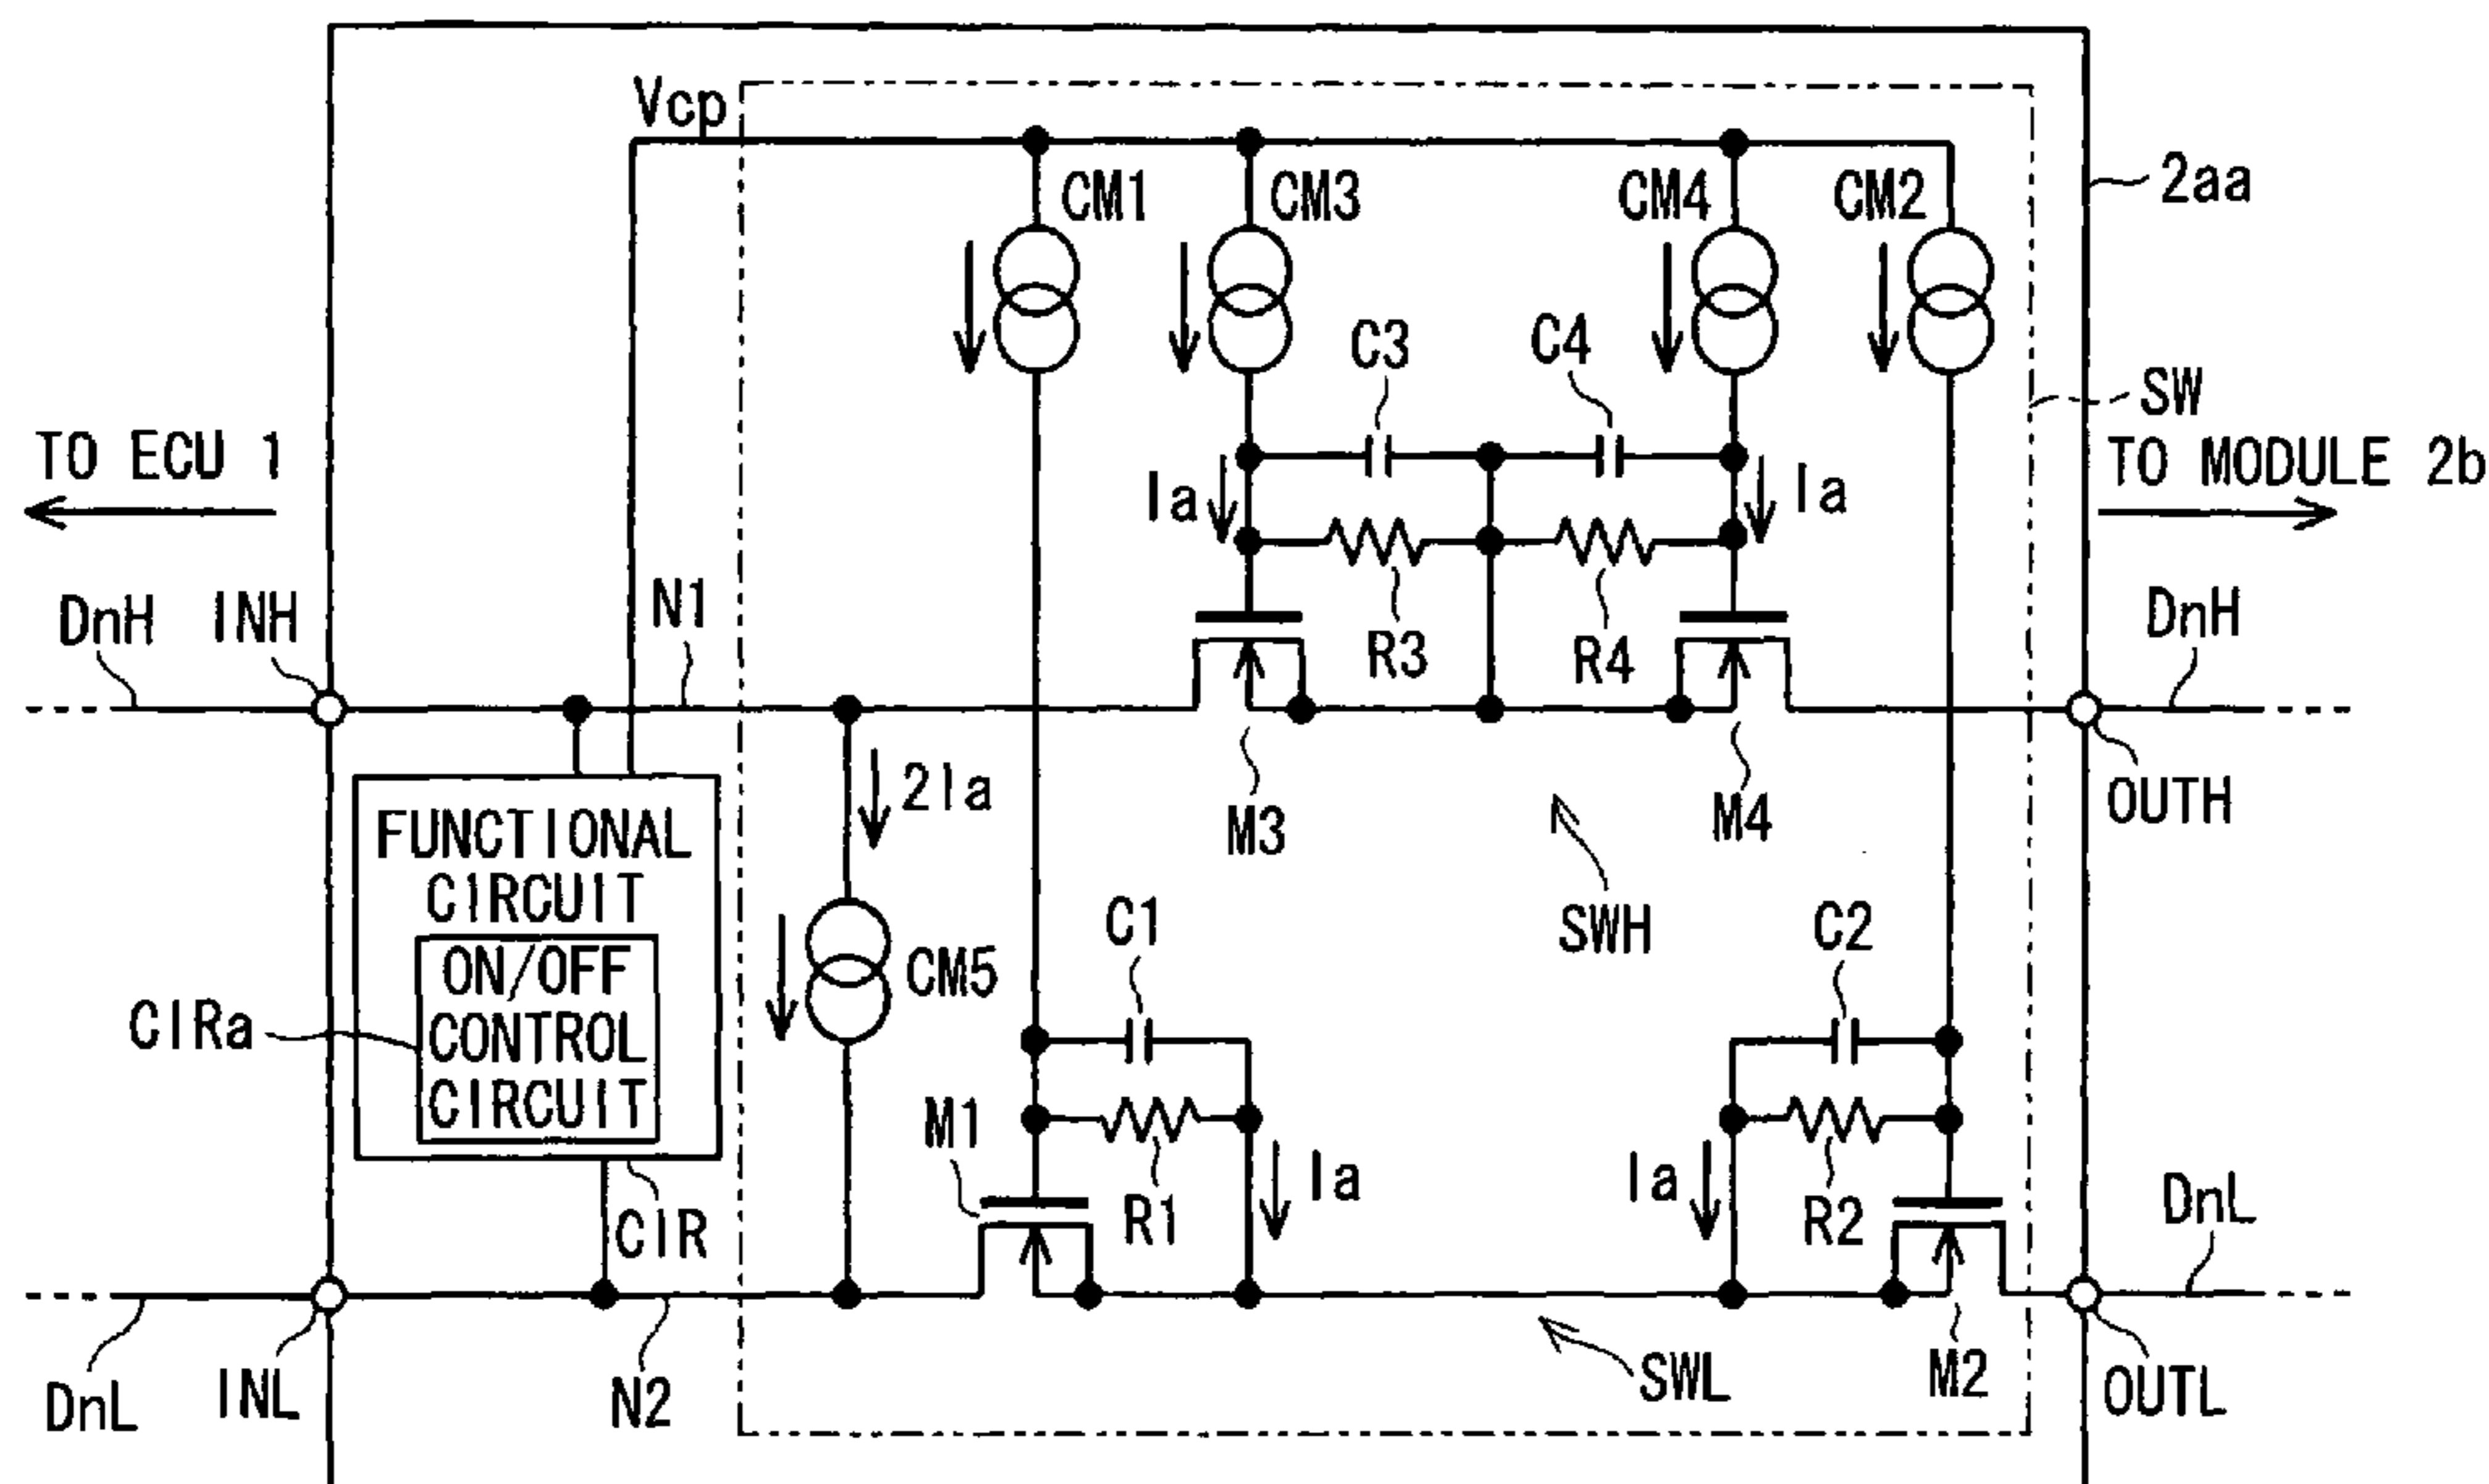 Vcp
CM1
CM3
CM4
CM2
2aa
C3
C4
SW
TO ECU 1
TO MODULE 2b
Ia
Ia
DnH
INH
N1
R3
R4
DnH
2Ia
M3
M4
OUTH
FUNCTIONAL
CIRCUIT
ON/OFF
CONTROL
CIRCUIT
CIRa
CM5
C1
SWH
C2
M1
R1
Ia
Ia
R2
DnL
CIR
DnL
INL
N2
SWL
M2
OUTL